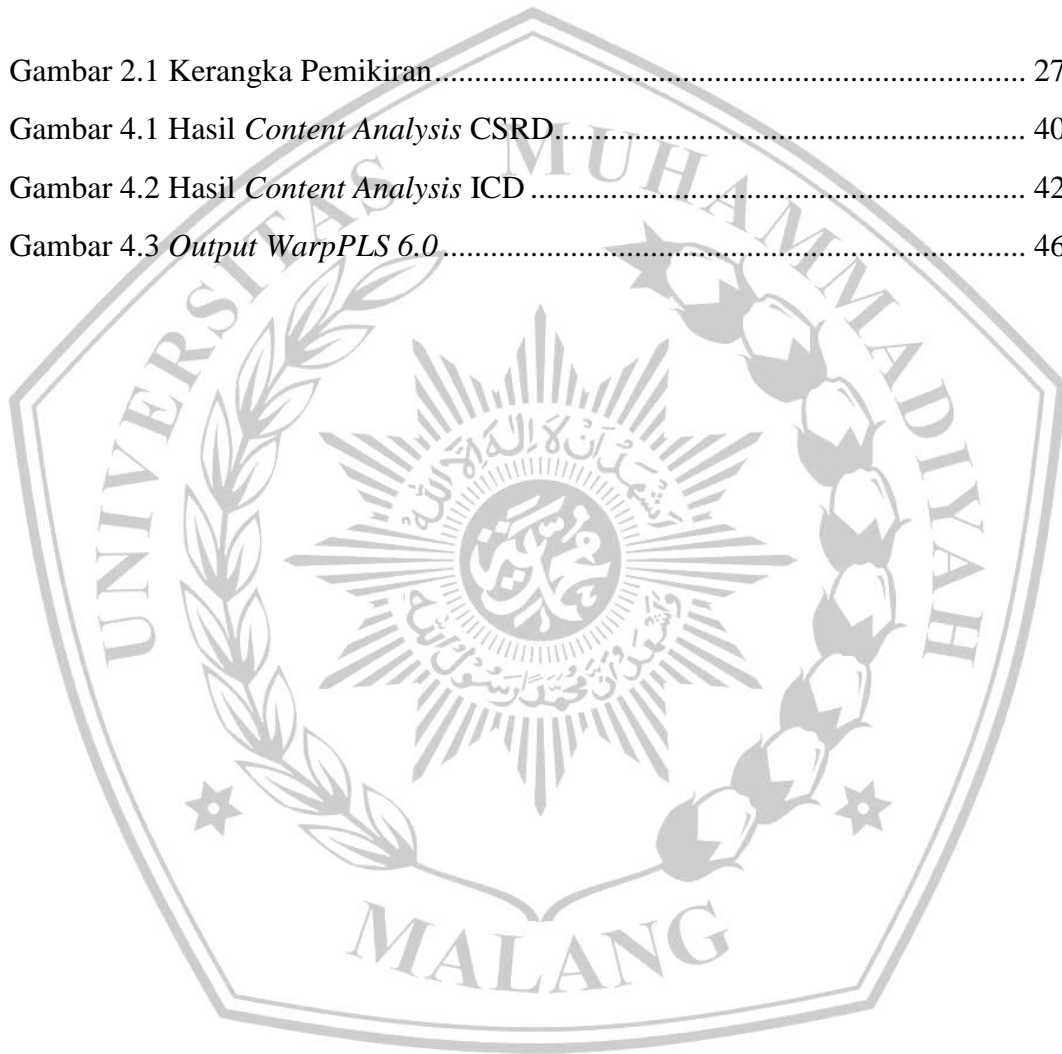 Gambar 2.1 Kerangka Pemikiran.......................................................................... 27
Gambar 4.1 Hasil Content Analysis CSRD........................................................... 40
Gambar 4.2 Hasil Content Analysis ICD .............................................................. 42
Gambar 4.3 Output WarpPLS 6.0 ......................................................................... 46
UNIVERSITAS MUHAMMADIYAH
MALANG